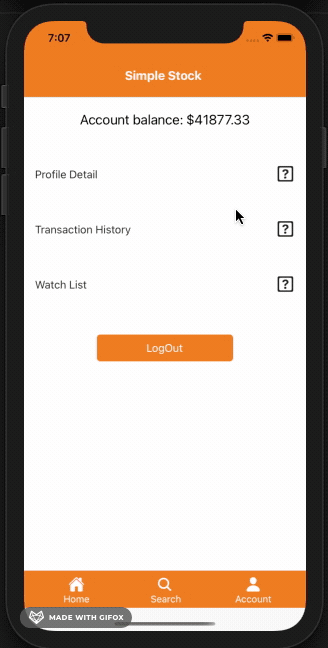 7:07
Simple Stock
Account balance: $41877.33
Profile Detail
?
Transaction History
?
Watch List
?
LogOut
Home
Search
Account
MADE WITH GIFOX